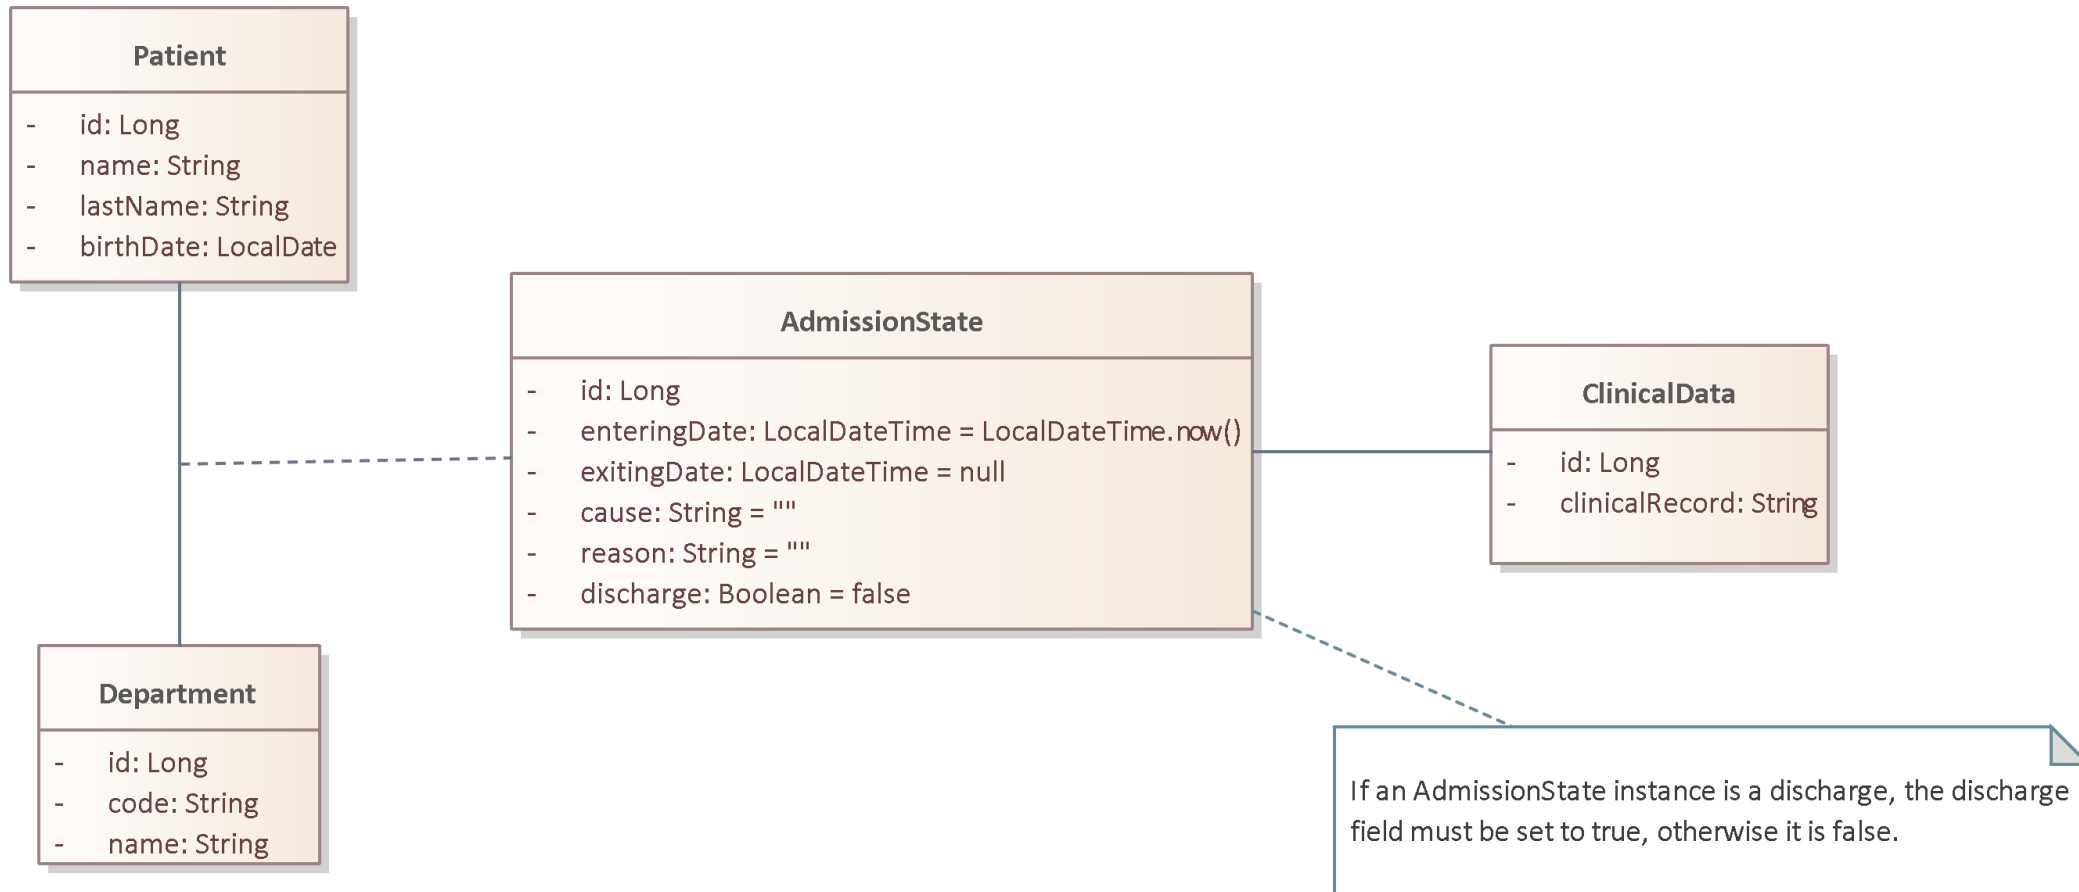 Patient
- id: Long
- name: String
- lastName: String
- birthDate: LocalDate
AdmissionState
- id: Long
- enteringDate: LocalDateTime = LocalDateTime.now()
- exitingDate: LocalDateTime = null
- cause: String = ""
- reason: String = ""
- discharge: Boolean = false
ClinicalData
- id: Long
- clinicalRecord: String
Department
- id: Long
- code: String
- name: String
If an AdmissionState instance is a discharge, the discharge
field must be set to true, otherwise it is false.